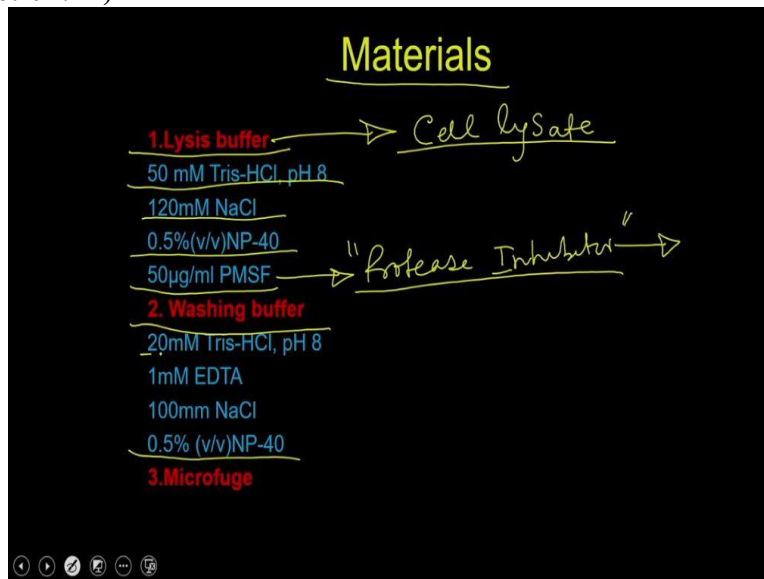 Materials
1.Lysis buffer Cell lysate
50 mM Tris-HCl, pH 8
120mM NaCl
0.5%(v/v)NP-40
50µg/ml PMSF "Protease Inhibitor"
2. Washing buffer
20mM Tris-HCl, pH 8
1mM EDTA
100mm NaCl
0.5% (v/v)NP-40
3.Microfuge